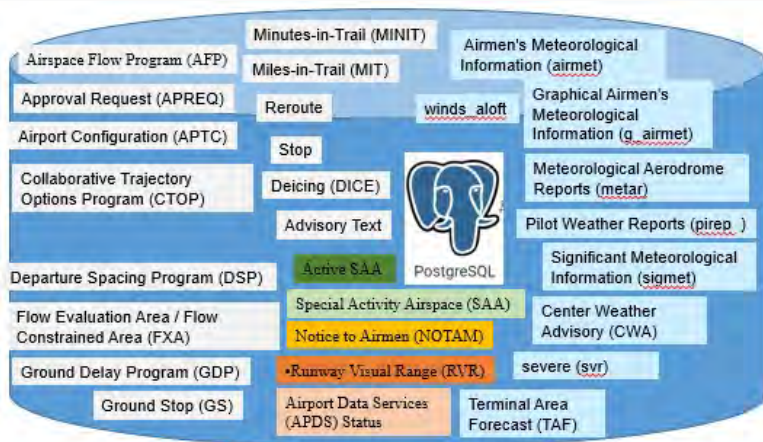 Minutes-in-Trail (MINIT)
Airspace Flow Program (AFP)
Miles-in-Trail (MIT)
Airmen's Meteorological
Information (airmet)
Approval Request (APREQ)
Reroute
winds_aloft
Graphical Airmen's
Meteorological
Information (g_airmet)
Airport Configuration (APTC)
Stop
Collaborative Trajectory
Options Program (CTOP)
Deicing (DICE)
Meteorological Aerodrome
Reports (metar)
Advisory Text
PostgreSQL
Pilot Weather Reports (pirep_)
Departure Spacing Program (DSP)
Active SAA
Significant Meteorological
Information (sigmet)
Special Activity Airspace (SAA)
Flow Evaluation Area / Flow
Constrained Area (FXA)
Notice to Airmen (NOTAM)
Center Weather
Advisory (CWA)
Ground Delay Program (GDP)
•Runway Visual Range (RVR)
severe (svr)
Ground Stop (GS)
Airport Data Services
(APDS) Status
Terminal Area
Forecast (TAF)